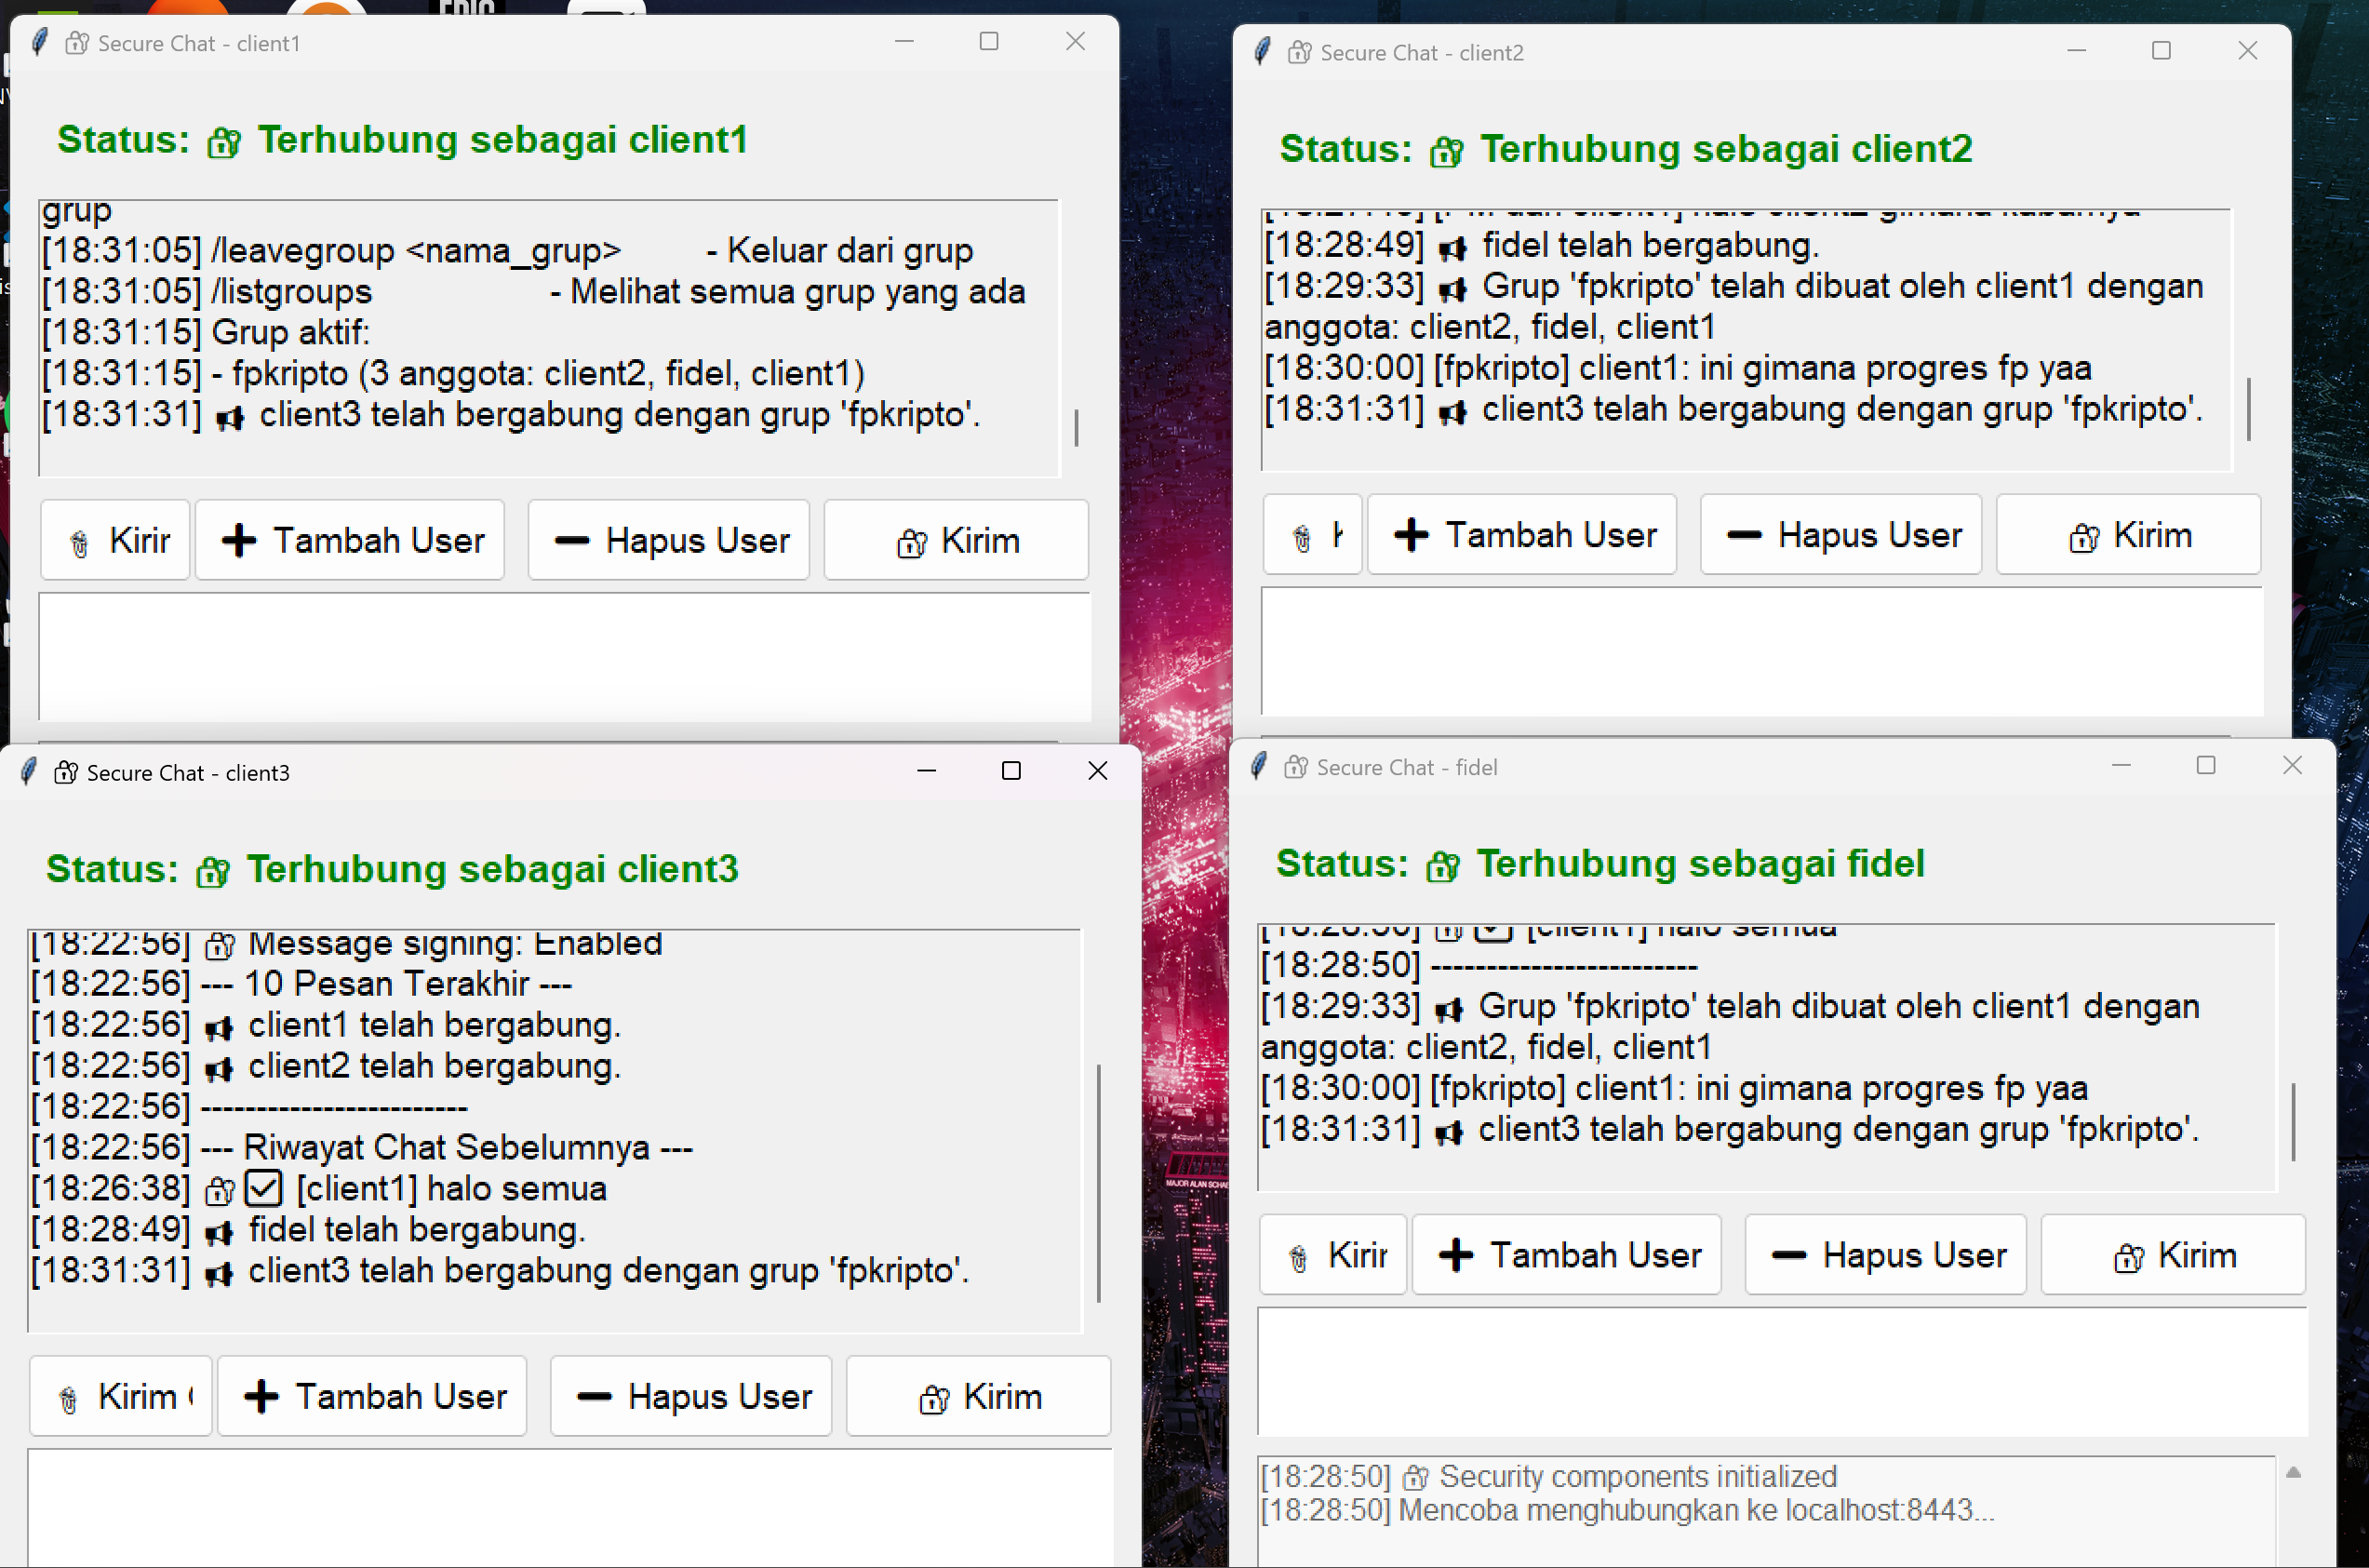 Secure Chat - client1
Status: Terhubung sebagai client1
grup
[18:31:05] /leavegroup <nama_grup> - Keluar dari grup
[18:31:05] /listgroups - Melihat semua grup yang ada
[18:31:15] Grup aktif:
[18:31:15] - fpkripto (3 anggota: client2, fidel, client1)
[18:31:31] client3 telah bergabung dengan grup 'fpkripto'.
Tambah User
Hapus User
Kirim
Secure Chat - client2
Status: Terhubung sebagai client2
[18:28:49] fidel telah bergabung.
[18:29:33] Grup 'fpkripto' telah dibuat oleh client1 dengan
anggota: client2, fidel, client1
[18:30:00] [fpkripto] client1: ini gimana progres fp yaa
[18:31:31] client3 telah bergabung dengan grup 'fpkripto'.
Tambah User
Hapus User
Kirim
Secure Chat - client3
Status: Terhubung sebagai client3
[18:22:56] Message signing: Enabled
[18:22:56] --- 10 Pesan Terakhir ---
[18:22:56] client1 telah bergabung.
[18:22:56] client2 telah bergabung.
[18:22:56] ------------------------
[18:22:56] --- Riwayat Chat Sebelumnya ---
[18:26:38] [client1] halo semua
[18:28:49] fidel telah bergabung.
[18:31:31] client3 telah bergabung dengan grup 'fpkripto'.
Kirim
Tambah User
Hapus User
Kirim
Secure Chat - fidel
Status: Terhubung sebagai fidel
[client1] halo semua
[18:28:50] ------------------------
[18:29:33] Grup 'fpkripto' telah dibuat oleh client1 dengan
anggota: client2, fidel, client1
[18:30:00] [fpkripto] client1: ini gimana progres fp yaa
[18:31:31] client3 telah bergabung dengan grup 'fpkripto'.
Tambah User
Hapus User
Kirim
[18:28:50] Security components initialized
[18:28:50] Mencoba menghubungkan ke localhost:8443...